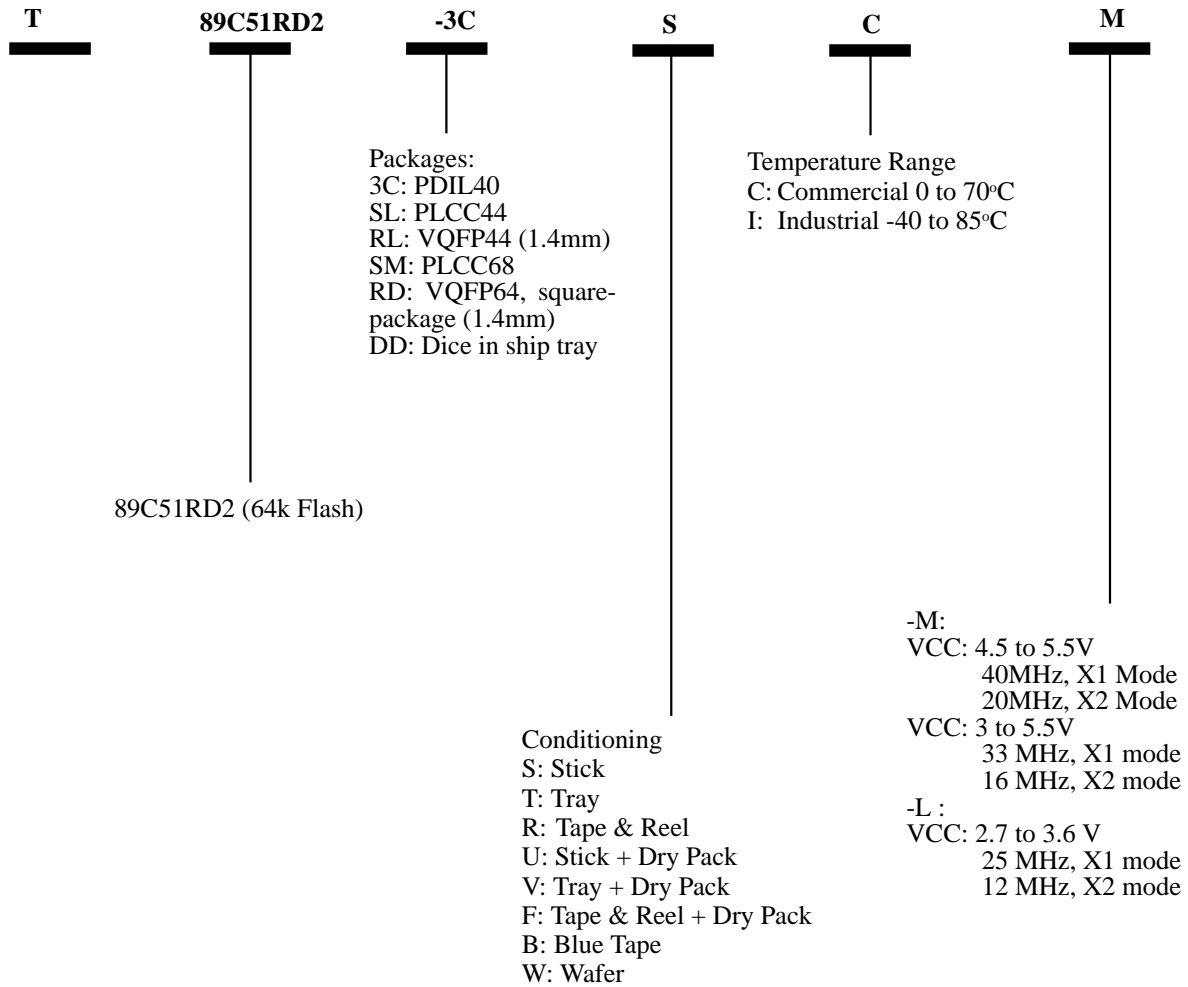 T 89C51RD2 -3C S C M
Packages:
3C: PDIL40
SL: PLCC44
RL: VQFP44 (1.4mm)
SM: PLCC68
RD: VQFP64, square-
package (1.4mm)
DD: Dice in ship tray
Temperature Range
C: Commercial 0 to 70°C
I: Industrial -40 to 85°C
89C51RD2 (64k Flash)
Conditioning
S: Stick
T: Tray
R: Tape & Reel
U: Stick + Dry Pack
V: Tray + Dry Pack
F: Tape & Reel + Dry Pack
B: Blue Tape
W: Wafer
-M:
VCC: 4.5 to 5.5V
40MHz, X1 Mode
20MHz, X2 Mode
VCC: 3 to 5.5V
33 MHz, X1 mode
16 MHz, X2 mode
-L :
VCC: 2.7 to 3.6 V
25 MHz, X1 mode
12 MHz, X2 mode